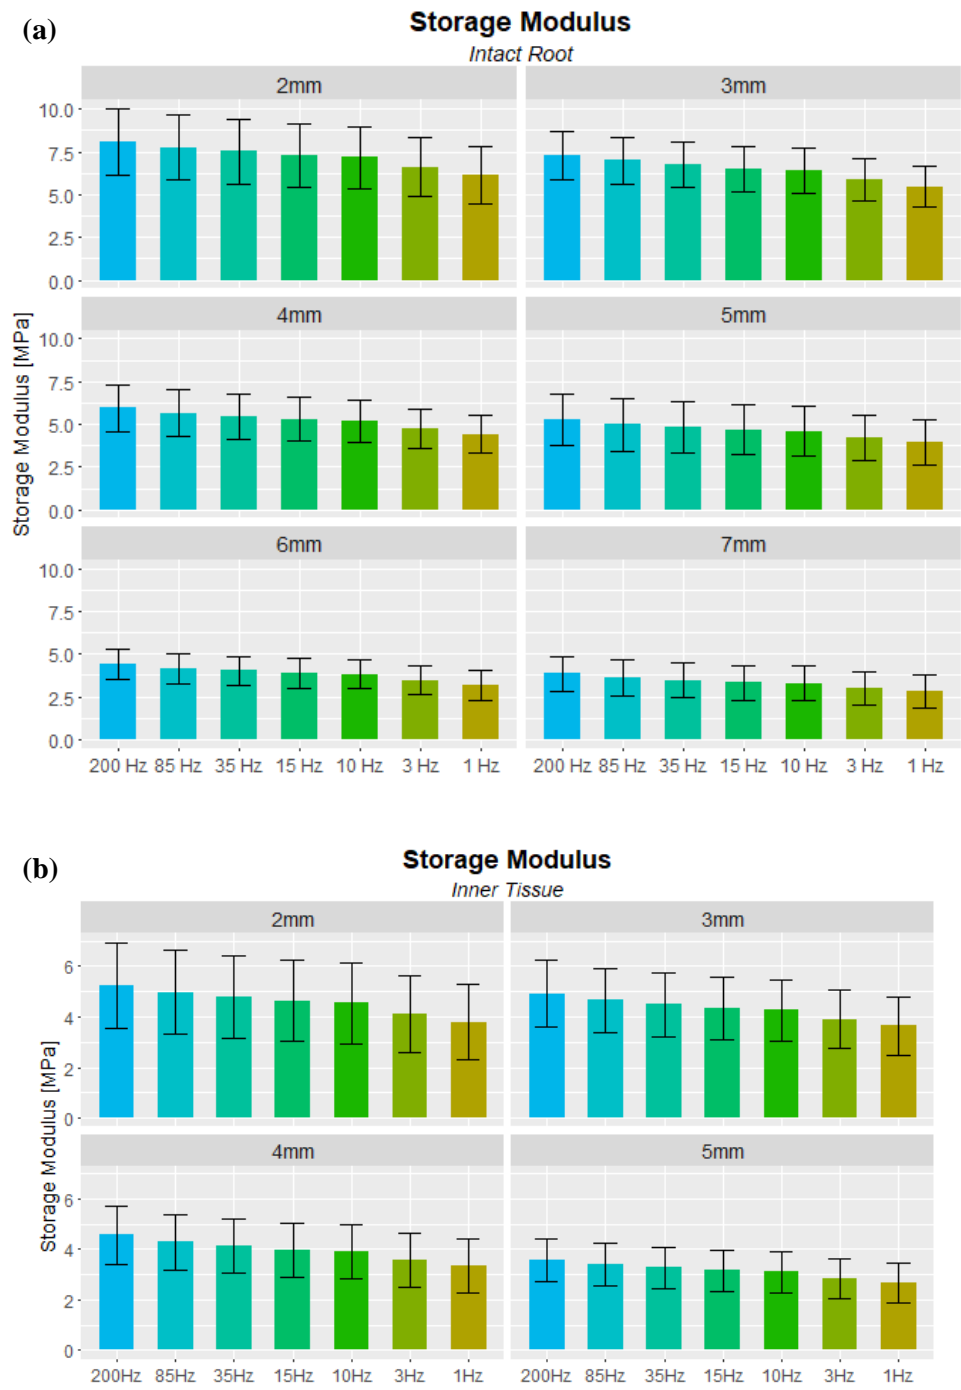 (a)
Storage Modulus
Intact Root
2mm
3mm
10.0
7.5
5.0
2.5
0.0
4mm
5mm
10.0
7.5
5.0
2.5
0.0
6mm
7mm
10.0
7.5
5.0
2.5
0.0
Storage Modulus [MPa]
200 Hz 85 Hz 35 Hz 15 Hz 10 Hz 3 Hz 1 Hz
200 Hz 85 Hz 35 Hz 15 Hz 10 Hz 3 Hz 1 Hz
(b)
Storage Modulus
Inner Tissue
2mm
3mm
6
4
2
0
4mm
5mm
6
4
2
0
Storage Modulus [MPa]
200Hz 85Hz 35Hz 15Hz 10Hz 3Hz 1Hz
200Hz 85Hz 35Hz 15Hz 10Hz 3Hz 1Hz